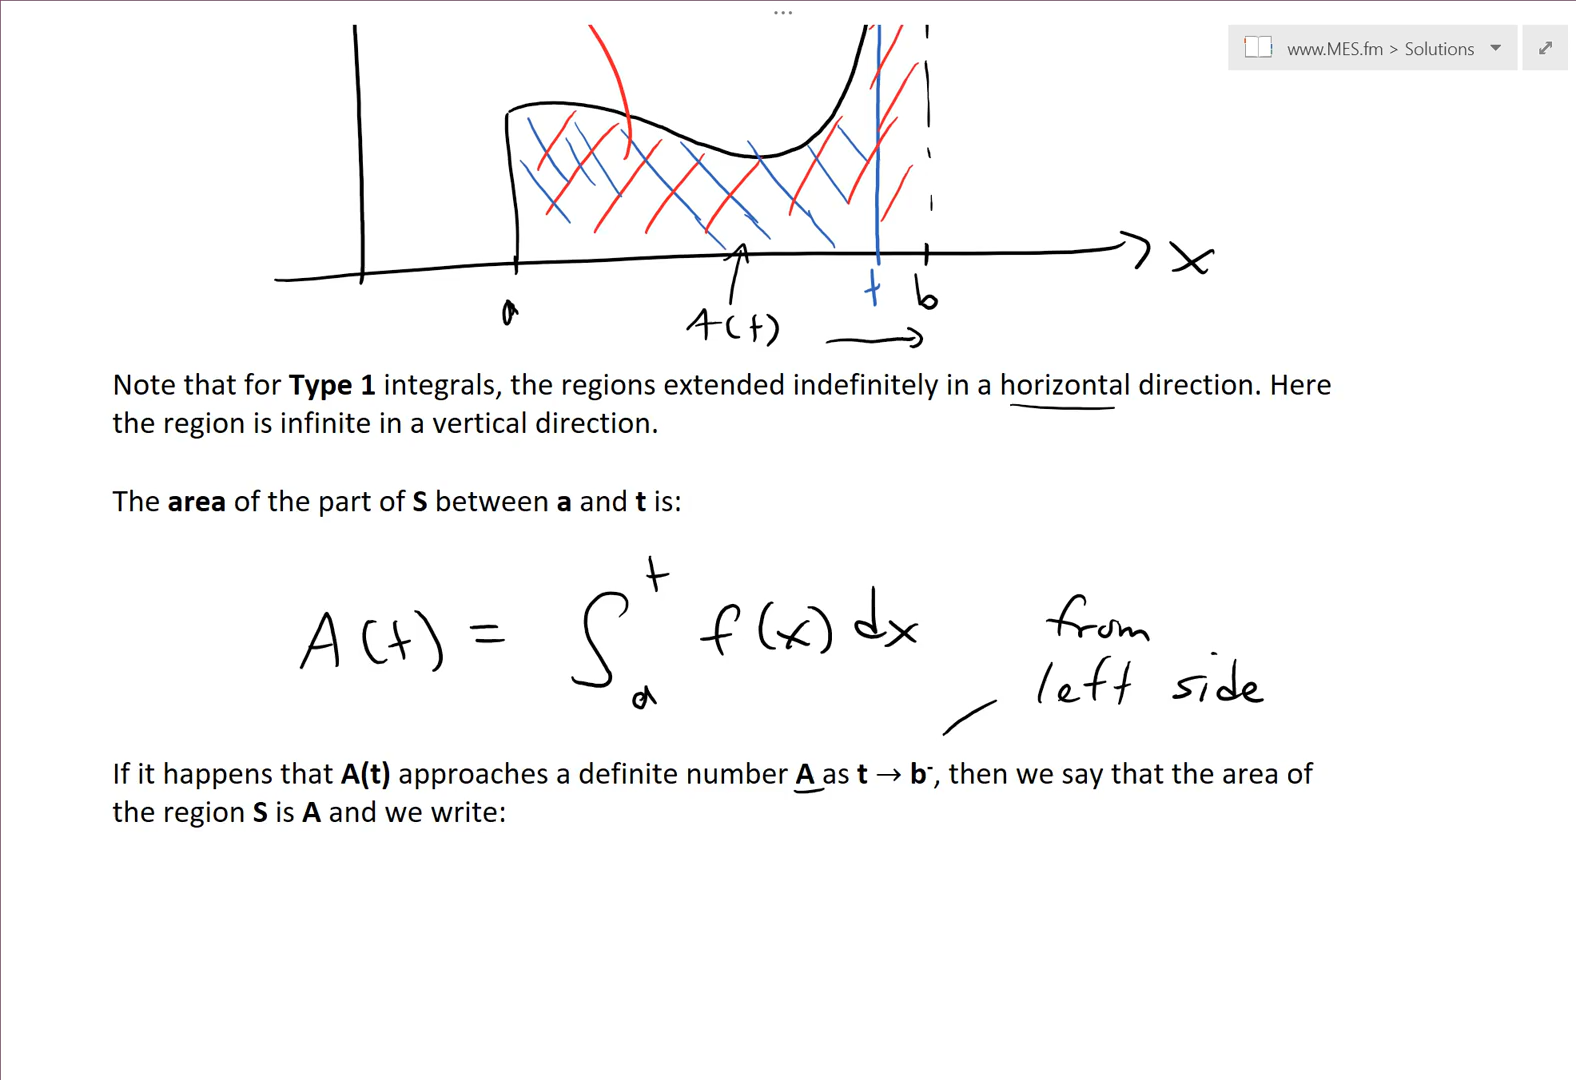 www.MES.fm > Solutions
x
a
t
b
A(t)
Note that for Type 1 integrals, the regions extended indefinitely in a horizontal direction. Here
the region is infinite in a vertical direction.
The area of the part of S between a and t is:
A(t) = ∫ₐᵗ f(x) dx
from
left side
If it happens that A(t) approaches a definite number A as t → b⁻, then we say that the area of
the region S is A and we write: